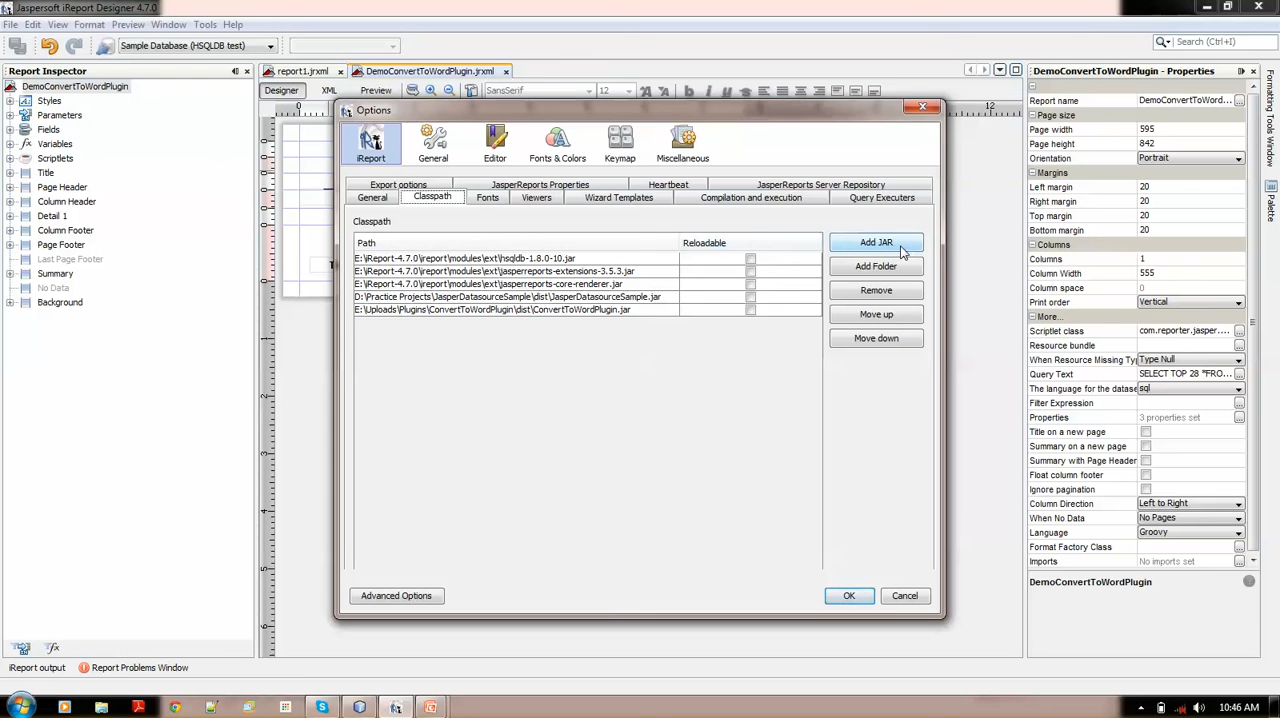 Jaspersoft iReport Designer 4.7.0
File Edit View Format Preview Window Tools Help
Sample Database (HSQLDB test)
Search (Ctrl+I)
Report Inspector
DemoConvertToWordPlugin
Styles
Parameters
Fields
Variables
Scriptlets
Title
Page Header
Column Header
Detail 1
Column Footer
Page Footer
Last Page Footer
Summary
No Data
Background
report1.jrxml
DemoConvertToWordPlugin.jrxml
Designer XML Preview
SansSerif 12
b i u
0 12
Options
iReport General Editor Fonts & Colors Keymap Miscellaneous
Export options JasperReports Properties Heartbeat JasperReports Server Repository
General Classpath Fonts Viewers Wizard Templates Compilation and execution Query Executers
Classpath
Path Reloadable
E:\iReport-4.7.0\ireport\modules\ext\hsqldb-1.8.0-10.jar
E:\iReport-4.7.0\ireport\modules\ext\jasperreports-extensions-3.5.3.jar
E:\iReport-4.7.0\ireport\modules\ext\jasperreports-core-renderer.jar
D:\Practice Projects\JasperDatasourceSample\dist\JasperDatasourceSample.jar
E:\Uploads\Plugins\ConvertToWordPlugin\dist\ConvertToWordPlugin.jar
Add JAR
Add Folder
Remove
Move up
Move down
Advanced Options
OK
Cancel
DemoConvertToWordPlugin - Properties
Report name DemoConvertToWord...
Page size
Page width 595
Page height 842
Orientation Portrait
Margins
Left margin 20
Right margin 20
Top margin 20
Bottom margin 20
Columns
Columns 1
Column Width 555
Column space 0
Print order Vertical
More...
Scriptlet class com.reporter.jasper....
Resource bundle
When Resource Missing Ty Type Null
Query Text SELECT TOP 28 *FRO...
The language for the datase sql
Filter Expression
Properties 3 properties set
Title on a new page
Summary on a new page
Summary with Page Header
Float column footer
Ignore pagination
Column Direction Left to Right
When No Data No Pages
Language Groovy
Format Factory Class
Imports No imports set
DemoConvertToWordPlugin
Formatting Tools
Palette
iReport output Report Problems Window
10:46 AM